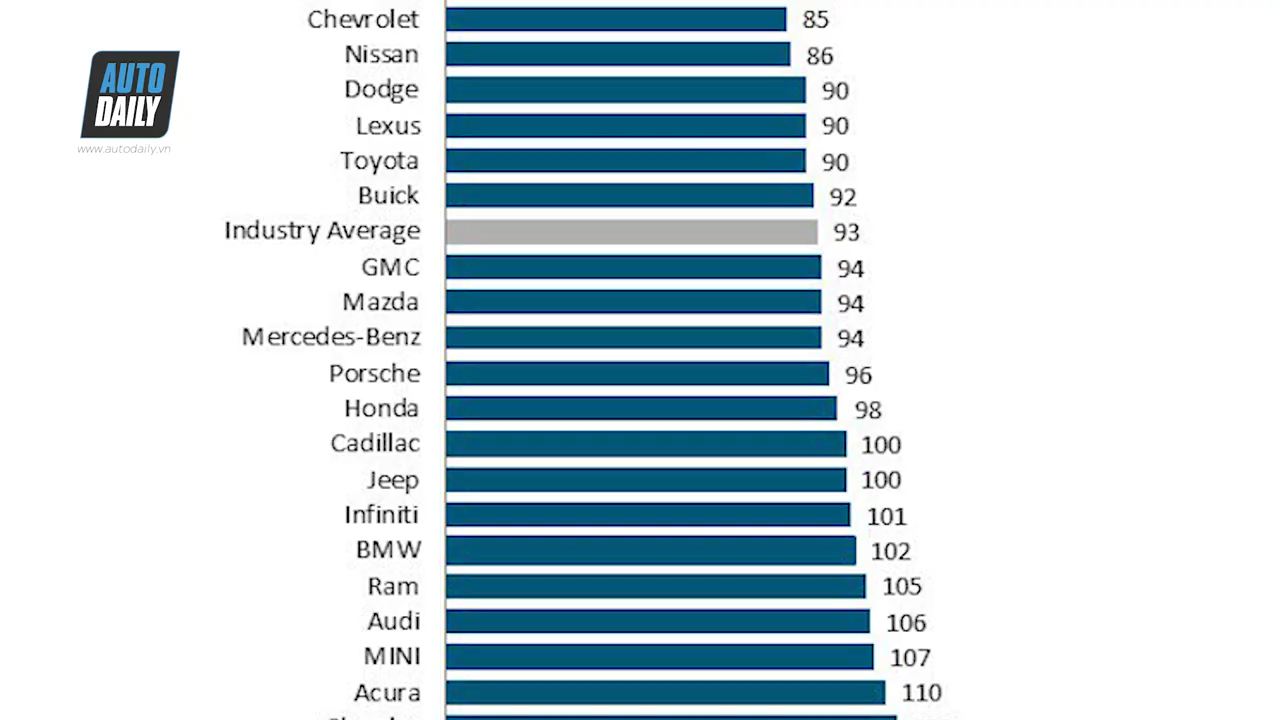 Chevrolet 85
AUTO
DAILY
www.autodaily.vn
Nissan 86
Dodge 90
Lexus 90
Toyota 90
Buick 92
Industry Average 93
GMC 94
Mazda 94
Mercedes-Benz 94
Porsche 96
Honda 98
Cadillac 100
Jeep 100
Infiniti 101
BMW 102
Ram 105
Audi 106
MINI 107
Acura 110